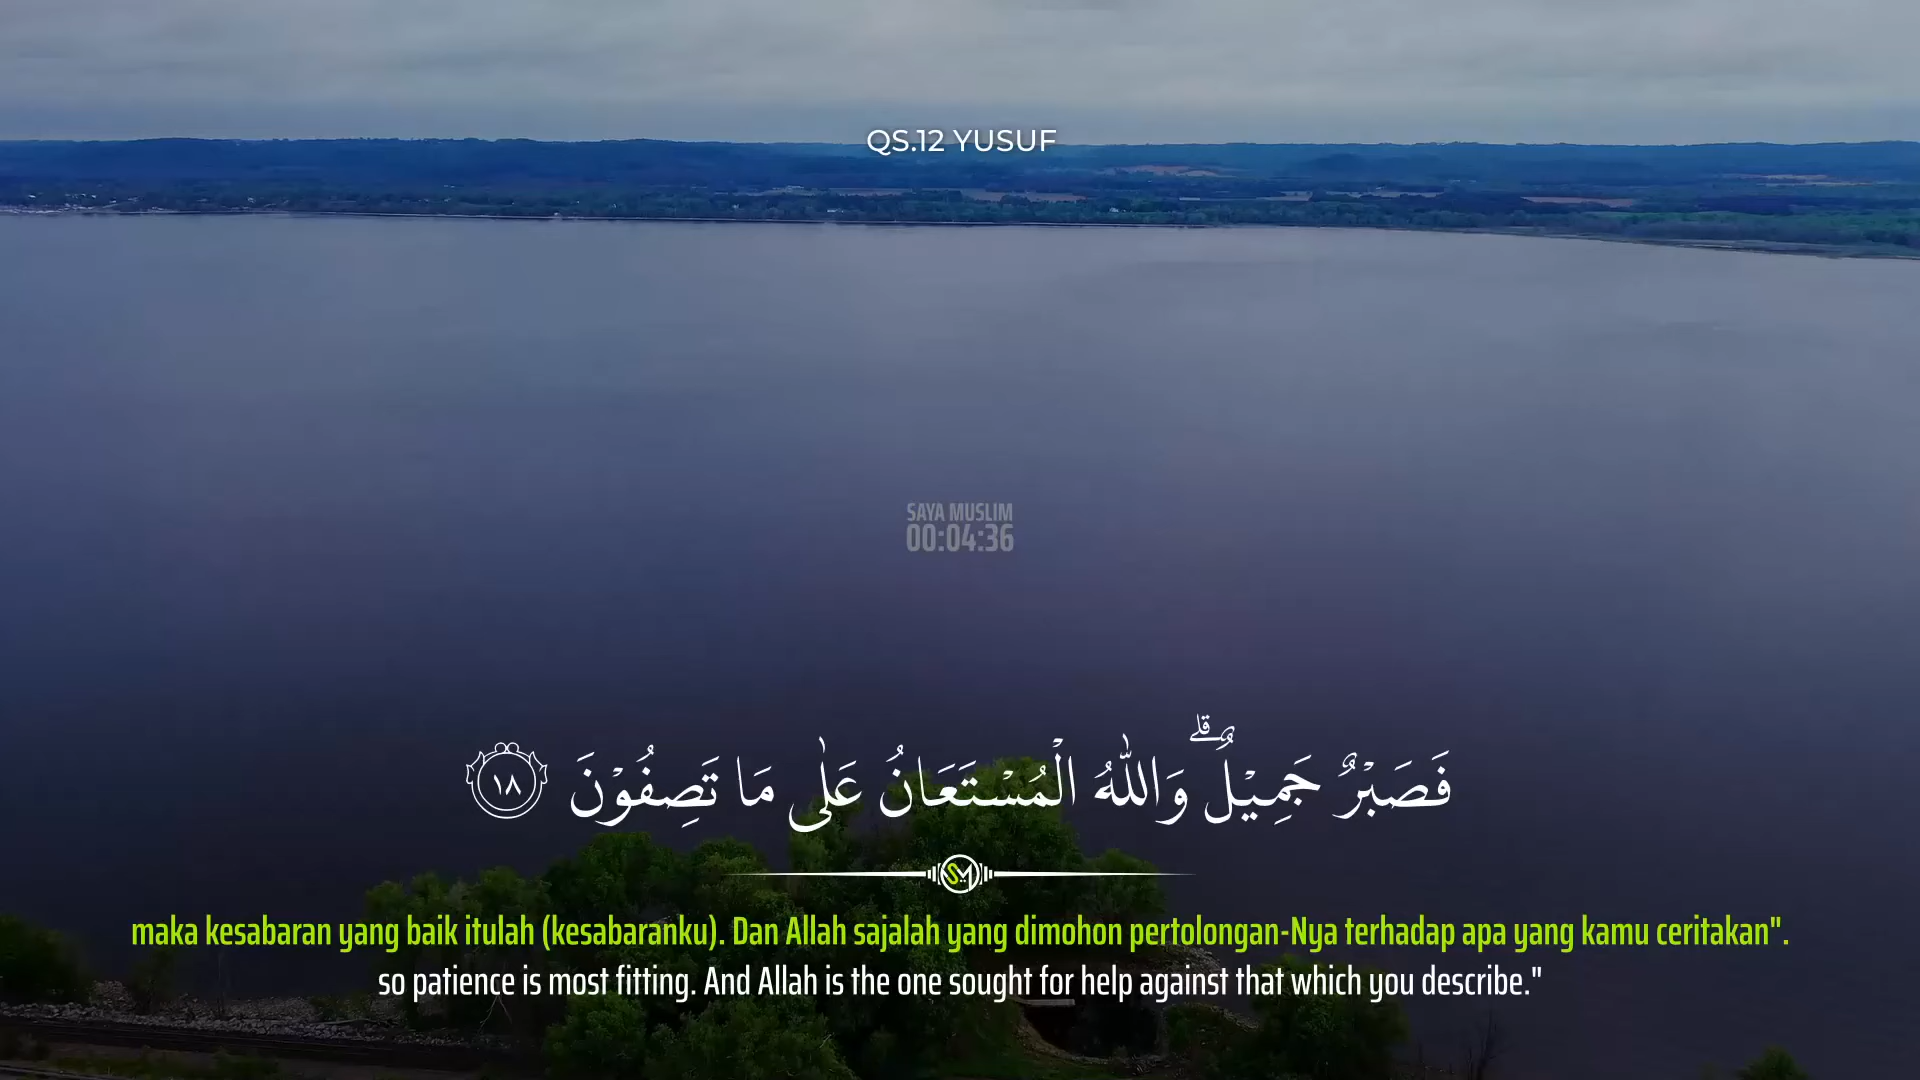 QS.12 YUSUF
SAYA MUSLIM
00:04:36
فَصَبْرٌ جَمِيْلٌ ۗوَاللّٰهُ الْمُسْتَعَانُ عَلٰى مَا تَصِفُوْنَ ١٨
SM
maka kesabaran yang baik itulah (kesabaranku). Dan Allah sajalah yang dimohon pertolongan-Nya terhadap apa yang kamu ceritakan".
so patience is most fitting. And Allah is the one sought for help against that which you describe."